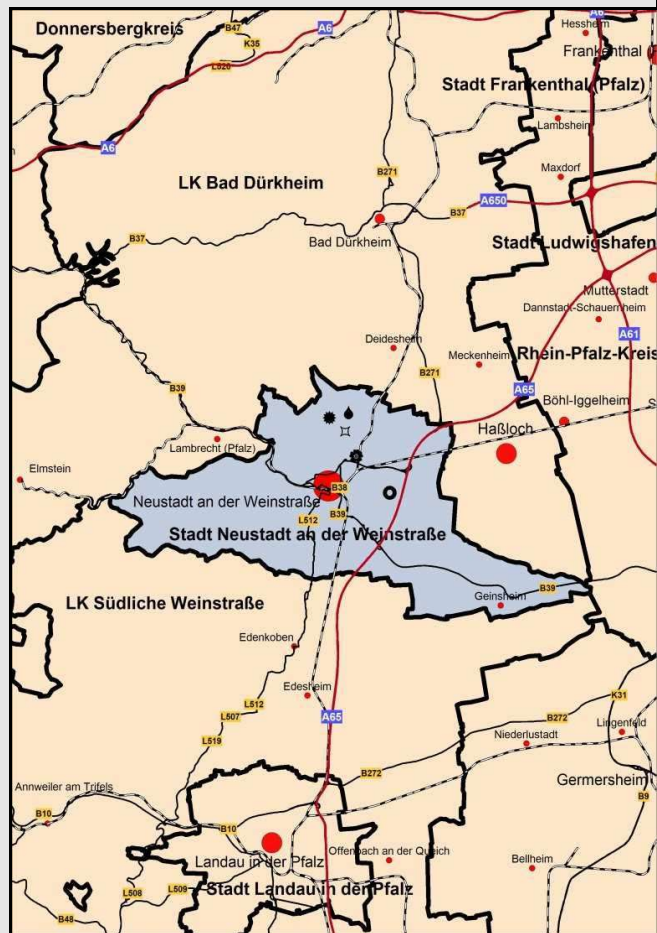 Donnersbergkreis
B47
A6
A6
Hessheim
K35
Frankenthal (
L526
Stadt Frankenthal (Pfalz)
Lambsheim
A6
Maxdorf
LK Bad Dürkheim
B271
A650
B37
B37
Bad Dürkheim
Stadt Ludwigshafen
Mutterstadt
Dannstadt-Schauernheim
A61
Deidesheim
Meckenheim
Rhein-Pfalz-Kreis
B271
A65
B39
Böhl-Iggelheim
S
Haßloch
Lambrecht (Pfalz)
Elmstein
B38
Neustadt an der Weinstraße
B39
L512
Stadt Neustadt an der Weinstraße
B39
Geinsheim
LK Südliche Weinstraße
Edenkoben
Edesheim
K31
L512
L507
A65
B272
Lingenfeld
Niederlustadt
L519
B272
Annweiler am Trifels
Germersheim
B9
B10
B10
Landau in der Pfalz
Offenbach an der Queich
Bellheim
L509
L508
Stadt Landau in der Pfalz
B48